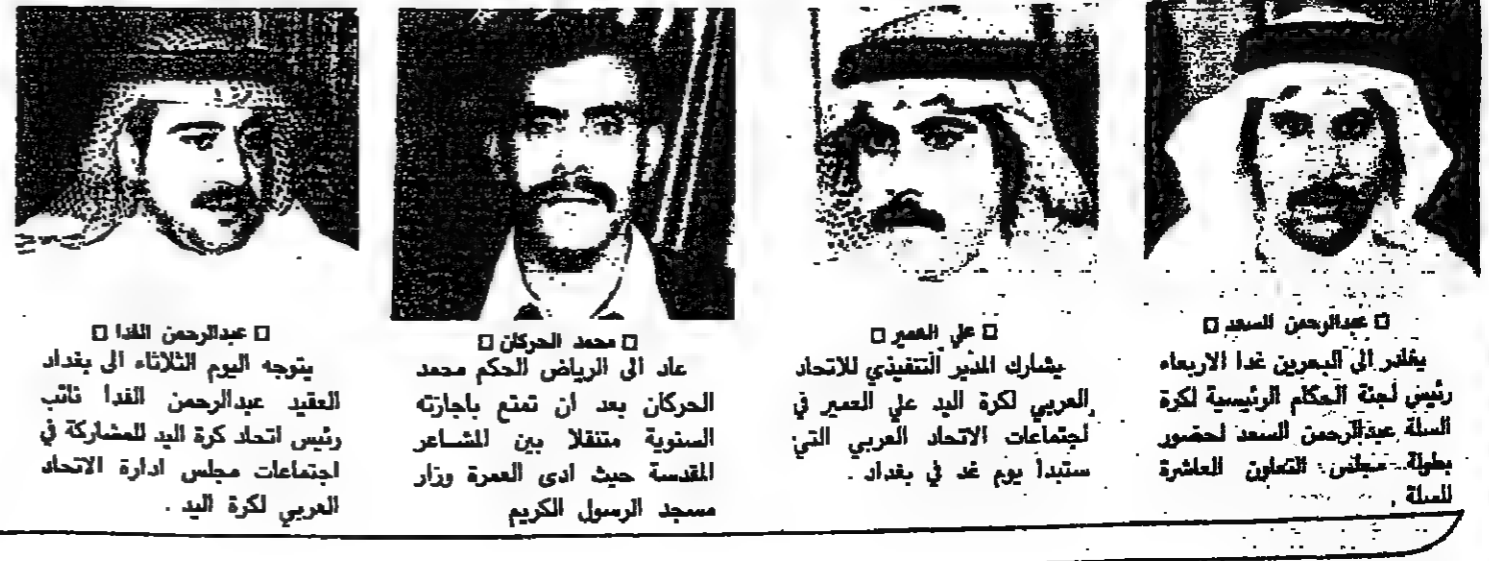 □ عبدالرحمن السعد □
يغادر الى البحرين غدا الاربعاء
رئيس لجنة الحكام الرئيسية لكرة
السلة عبدالرحمن السعد لحضور
بطولة مجلس التعاون العاشرة
للسلة .
□ علي العمير □
يشارك المدير التنفيذي للاتحاد
العربي لكرة اليد علي العمير في
اجتماعات الاتحاد العربي التي
ستبدأ يوم غد في بغداد .
□ محمد الحركان □
عاد الى الرياض الحكم محمد
الحركان بعد ان تمتع باجازته
السنوية متنقلا بين المشاعر
المقدسة حيث ادى العمرة وزار
مسجد الرسول الكريم
□ عبدالرحمن الفدا □
يتوجه اليوم الثلاثاء الى بغداد
العقيد عبدالرحمن الفدا نائب
رئيس اتحاد كرة اليد للمشاركة في
اجتماعات مجلس ادارة الاتحاد
العربي لكرة اليد .